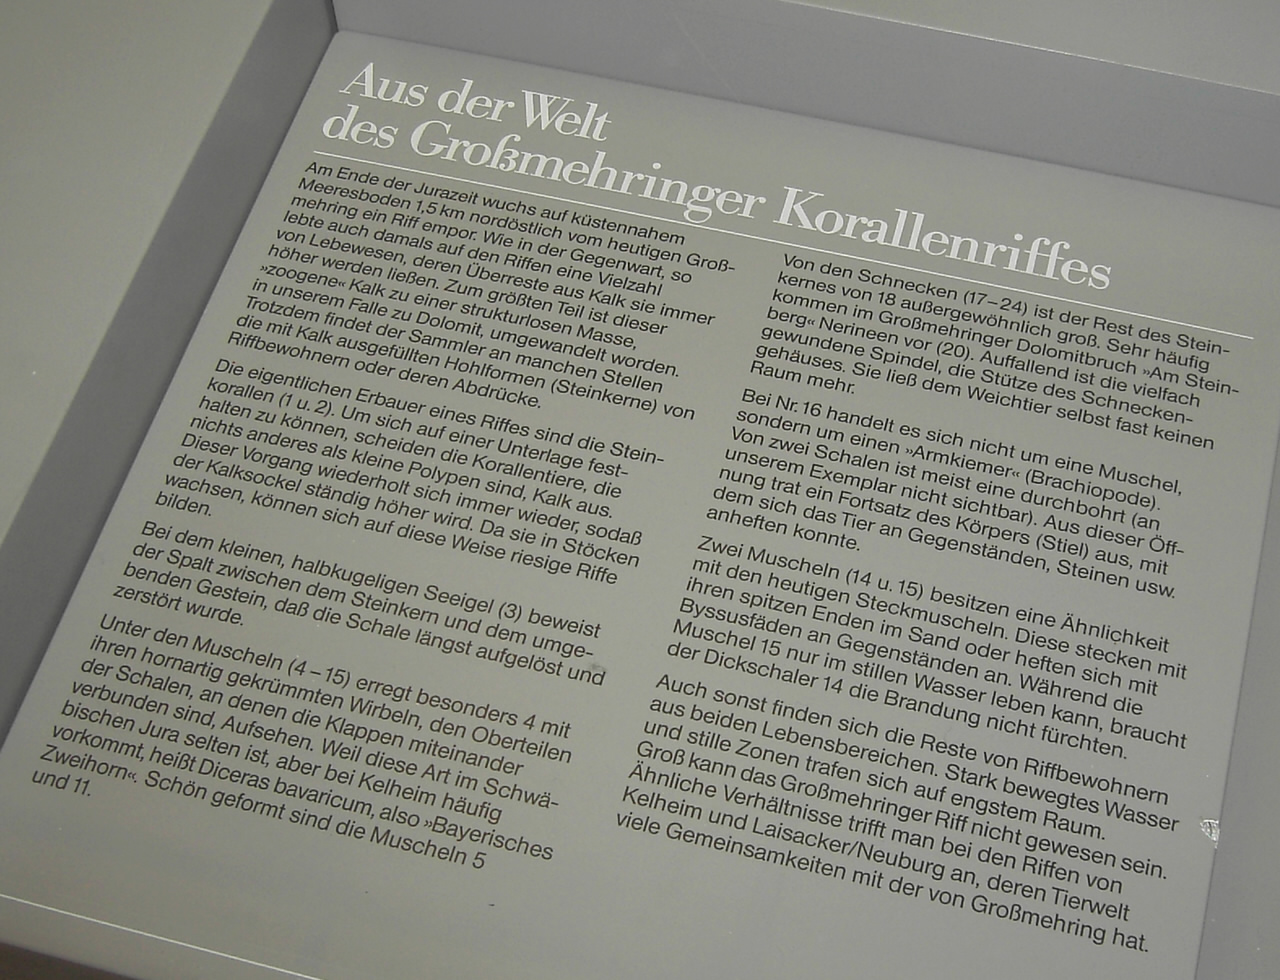 Aus der Welt
des Großmehringer Korallenriffes
Am Ende der Jurazeit wuchs auf küstennahem
Meeresboden 1,5 km nordöstlich vom heutigen Groß-
mehring ein Riff empor. Wie in der Gegenwart, so
lebte auch damals auf den Riffen eine Vielzahl
von Lebewesen, deren Überreste aus Kalk sie immer
höher werden ließen. Zum größten Teil ist dieser
»zoogene« Kalk zu einer strukturlosen Masse,
in unserem Falle zu Dolomit, umgewandelt worden.
Trotzdem findet der Sammler an manchen Stellen
die mit Kalk ausgefüllten Hohlformen (Steinkerne) von
Riffbewohnern oder deren Abdrücke.
Die eigentlichen Erbauer eines Riffes sind die Stein-
korallen (1 u. 2). Um sich auf einer Unterlage fest-
halten zu können, scheiden die Korallentiere, die
nichts anderes als kleine Polypen sind, Kalk aus.
Dieser Vorgang wiederholt sich immer wieder, sodaß
der Kalksockel ständig höher wird. Da sie in Stöcken
wachsen, können sich auf diese Weise riesige Riffe
bilden.
Bei dem kleinen, halbkugeligen Seeigel (3) beweist
der Spalt zwischen dem Steinkern und dem umge-
benden Gestein, daß die Schale längst aufgelöst und
zerstört wurde.
Unter den Muscheln (4–15) erregt besonders 4 mit
ihren hornartig gekrümmten Wirbeln, den Oberteilen
der Schalen, an denen die Klappen miteinander
verbunden sind, Aufsehen. Weil diese Art im Schwä-
bischen Jura selten ist, aber bei Kelheim häufig
vorkommt, heißt Diceras bavaricum, also »Bayerisches
Zweihorn«. Schön geformt sind die Muscheln 5
und 11.
Von den Schnecken (17–24) ist der Rest des Stein-
kernes von 18 außergewöhnlich groß. Sehr häufig
kommen im Großmehringer Dolomitbruch »Am Stein-
berg« Nerineen vor (20). Auffallend ist die vielfach
gewundene Spindel, die Stütze des Schnecken-
gehäuses. Sie ließ dem Weichtier selbst fast keinen
Raum mehr.
Bei Nr. 16 handelt es sich nicht um eine Muschel,
sondern um einen »Armkiemer« (Brachiopode).
Von zwei Schalen ist meist eine durchbohrt (an
unserem Exemplar nicht sichtbar). Aus dieser Öff-
nung trat ein Fortsatz des Körpers (Stiel) aus, mit
dem sich das Tier an Gegenständen, Steinen usw.
anheften konnte.
Zwei Muscheln (14 u. 15) besitzen eine Ähnlichkeit
mit den heutigen Steckmuscheln. Diese stecken mit
ihren spitzen Enden im Sand oder heften sich mit
Byssusfäden an Gegenständen an. Während die
Muschel 15 nur im stillen Wasser leben kann, braucht
der Dickschaler 14 die Brandung nicht fürchten.
Auch sonst finden sich die Reste von Riffbewohnern
aus beiden Lebensbereichen. Stark bewegtes Wasser
und stille Zonen trafen sich auf engstem Raum.
Groß kann das Großmehringer Riff nicht gewesen sein.
Ähnliche Verhältnisse trifft man bei den Riffen von
Kelheim und Laisacker/Neuburg an, deren Tierwelt
viele Gemeinsamkeiten mit der von Großmehring hat.